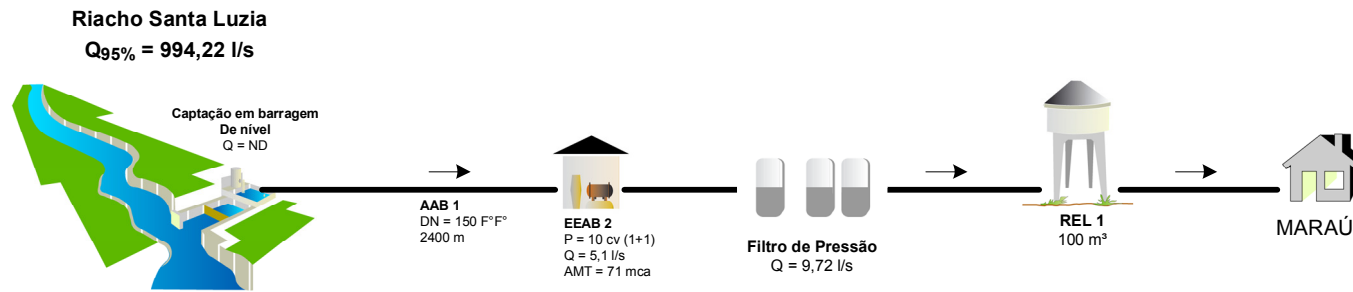 Riacho Santa Luzia
Q95% = 994,22 l/s
Captação em barragem
De nível
Q = ND
AAB 1
DN = 150 F°F°
2400 m
EEAB 2
P = 10 cv (1+1)
Q = 5,1 l/s
AMT = 71 mca
Filtro de Pressão
Q = 9,72 l/s
REL 1
100 m³
MARAÚ